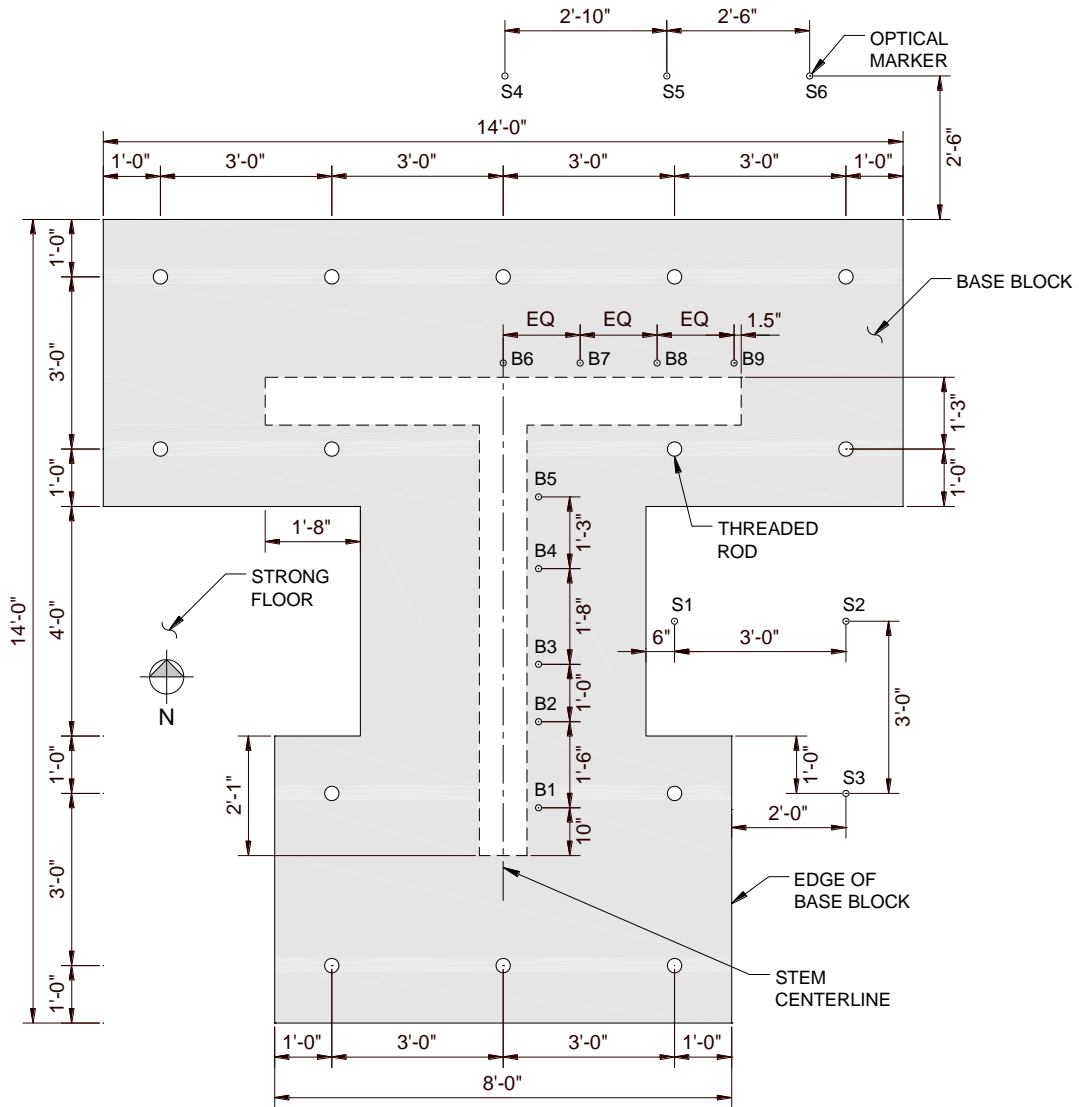 2'-10"
2'-6"
OPTICAL
MARKER
S4
S5
S6
14'-0"
2'-6"
1'-0"
3'-0"
3'-0"
3'-0"
3'-0"
1'-0"
1'-0"
BASE BLOCK
EQ
EQ
EQ
1.5"
3'-0"
B6
B7
B8
B9
1'-3"
1'-0"
1'-0"
B5
1'-8"
1'-3"
THREADED
ROD
B4
STRONG
FLOOR
14'-0"
4-0"
1'-8"
S1
S2
6"
3'-0"
B3
1'-0"
3'-0"
N
B2
1'-0"
2'-1"
1'-6"
1'-0"
B1
S3
2'-0"
10"
3'-0"
EDGE OF
BASE BLOCK
STEM
CENTERLINE
1'-0"
1'-0"
3'-0"
3'-0"
1'-0"
8'-0"